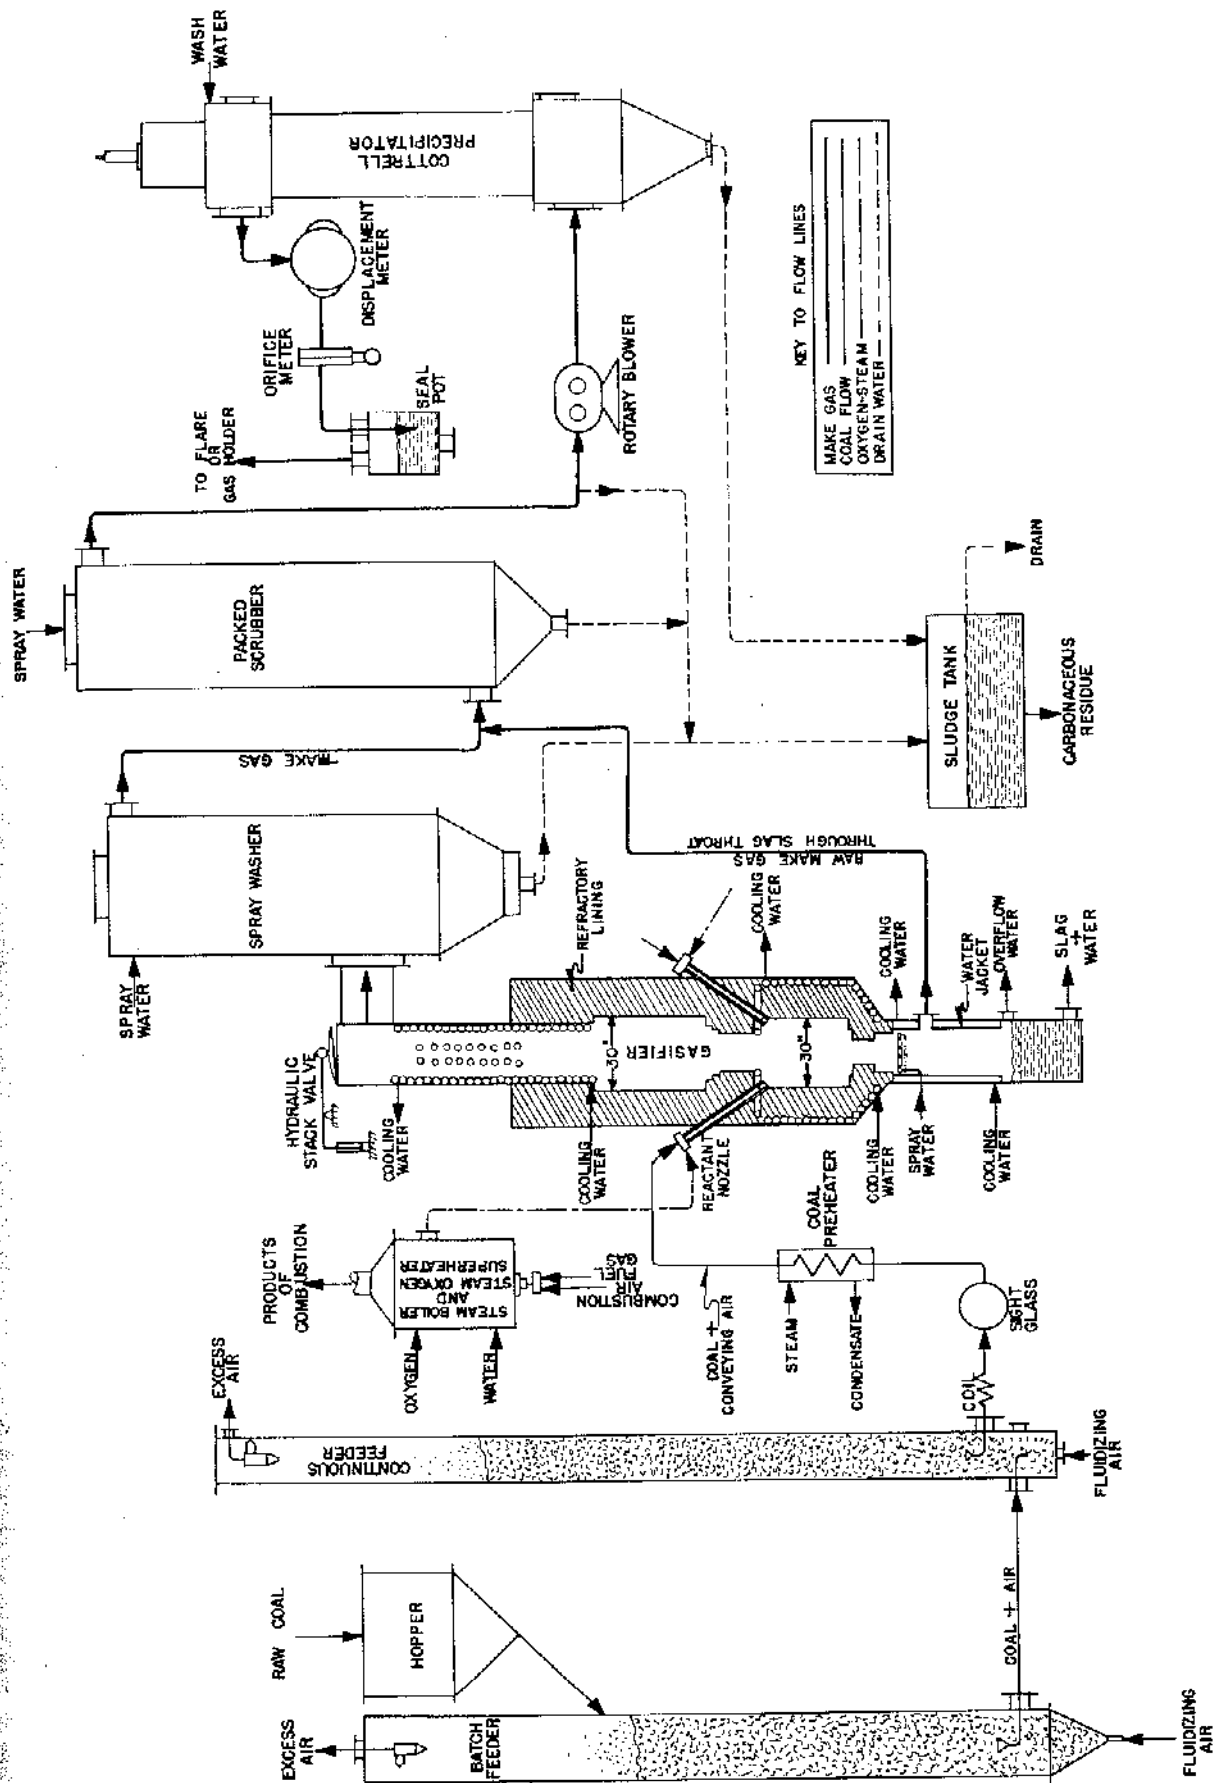 WASH
WATER
COTTRELL
PRECIPITATOR
DISPLACEMENT
METER
ORIFICE
METER
SEAL
POT
TO FLARE
OR
GAS HOLDER
ROTARY BLOWER
KEY TO FLOW LINES
MAKE GAS
COAL FLOW
OXYGEN-STEAM
DRAIN WATER
SPRAY WATER
PACKED
SCRUBBER
DRAIN
SLUDGE TANK
CARBONACEOUS
RESIDUE
MAKE GAS
SPRAY WASHER
SPRAY
WATER
RAW MAKE GAS
THROUGH SLAG THROAT
REFRACTORY
LINING
COOLING
WATER
COOLING
WATER
WATER
JACKET
OVERFLOW
WATER
SLAG
+
WATER
HYDRAULIC
STACK VALVE
COOLING
WATER
30"
GASIFIER
30"
COOLING
WATER
REACTANT
NOZZLE
COOLING
WATER
SPRAY
WATER
COOLING
WATER
PRODUCTS
OF
COMBUSTION
STEAM BOILER
AND
STEAM OXYGEN
SUPERHEATER
OXYGEN
WATER
FUEL
GAS
COMBUSTION
AIR
COAL
PREHEATER
COAL +
CONVEYING AIR
STEAM
CONDENSATE
SIGHT
GLASS
COIL
EXCESS
AIR
CONTINUOUS
FEEDER
FLUIDIZING
AIR
RAW COAL
HOPPER
COAL + AIR
EXCESS
AIR
BATCH
FEEDER
FLUIDIZING
AIR